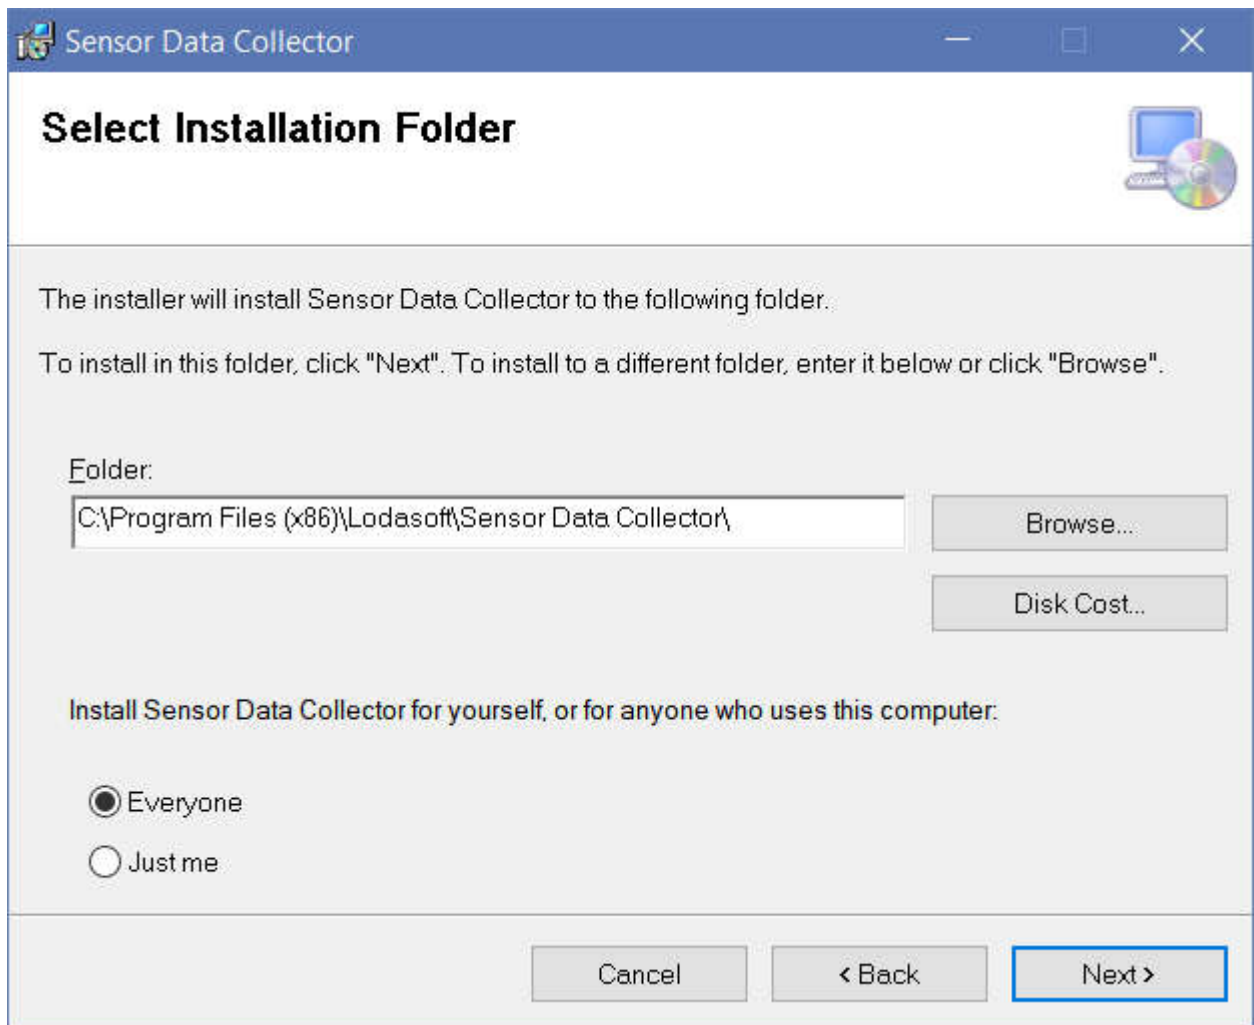 Sensor Data Collector
Select Installation Folder
The installer will install Sensor Data Collector to the following folder.
To install in this folder, click "Next". To install to a different folder, enter it below or click "Browse".
Folder:
C:\Program Files (x86)\Lodasoft\Sensor Data Collector\
Browse...
Disk Cost...
Install Sensor Data Collector for yourself, or for anyone who uses this computer:
Everyone
Just me
Cancel
< Back
Next >